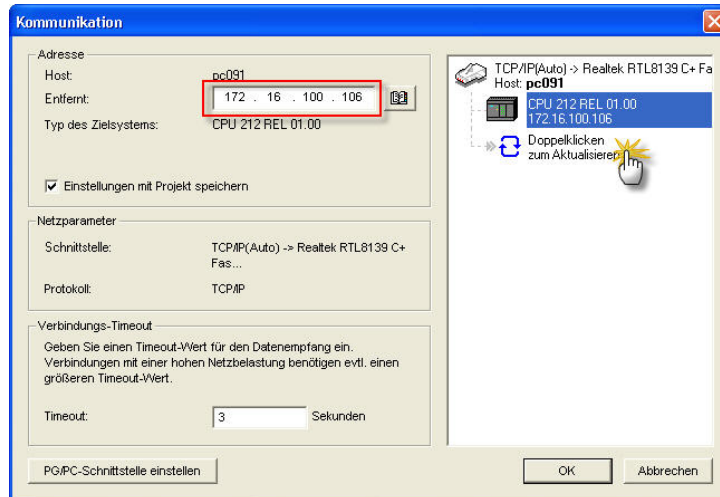 Kommunikation
Adresse
Host: pc091
Entfernt: 172 . 16 . 100 . 106
Typ des Zielsystems: CPU 212 REL 01.00
Einstellungen mit Projekt speichern
Netzparameter
Schnittstelle: TCP/IP(Auto) -> Realtek RTL8139 C+
Fas...
Protokoll: TCP/IP
Verbindungs-Timeout
Geben Sie einen Timeout-Wert für den Datenempfang ein.
Verbindungen mit einer hohen Netzbelastung benötigen evtl. einen
größeren Timeout-Wert.
Timeout: 3 Sekunden
PG/PC-Schnittstelle einstellen
TCP/IP(Auto) -> Realtek RTL8139 C+ Fa
Host: pc091
CPU 212 REL 01.00
172.16.100.106
Doppelklicken
zum Aktualisieren
OK
Abbrechen